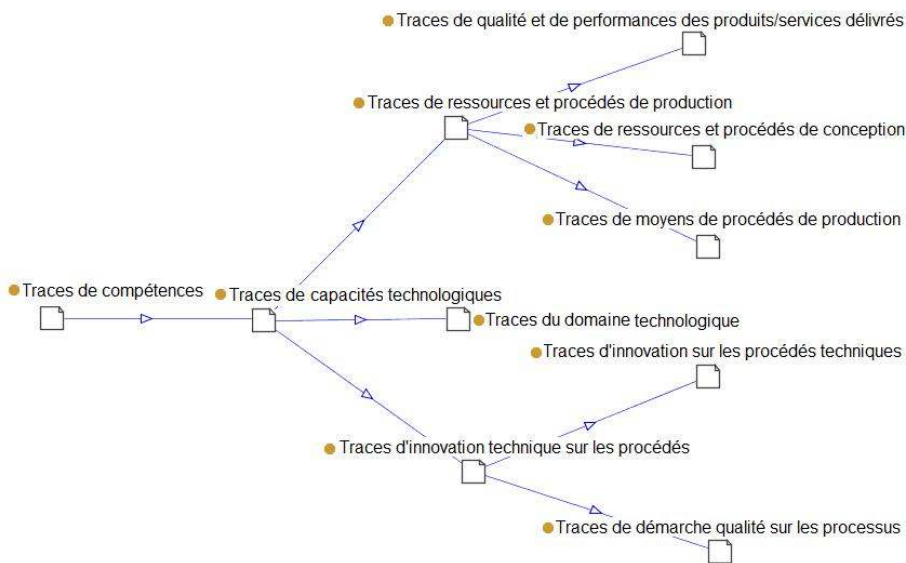 Traces de qualité et de performances des produits/services délivrés
Traces de ressources et procédés de production
Traces de ressources et procédés de conception
Traces de moyens de procédés de production
Traces de compétences
Traces de capacités technologiques
Traces du domaine technologique
Traces d'innovation sur les procédés techniques
Traces d'innovation technique sur les procédés
Traces de démarche qualité sur les processus